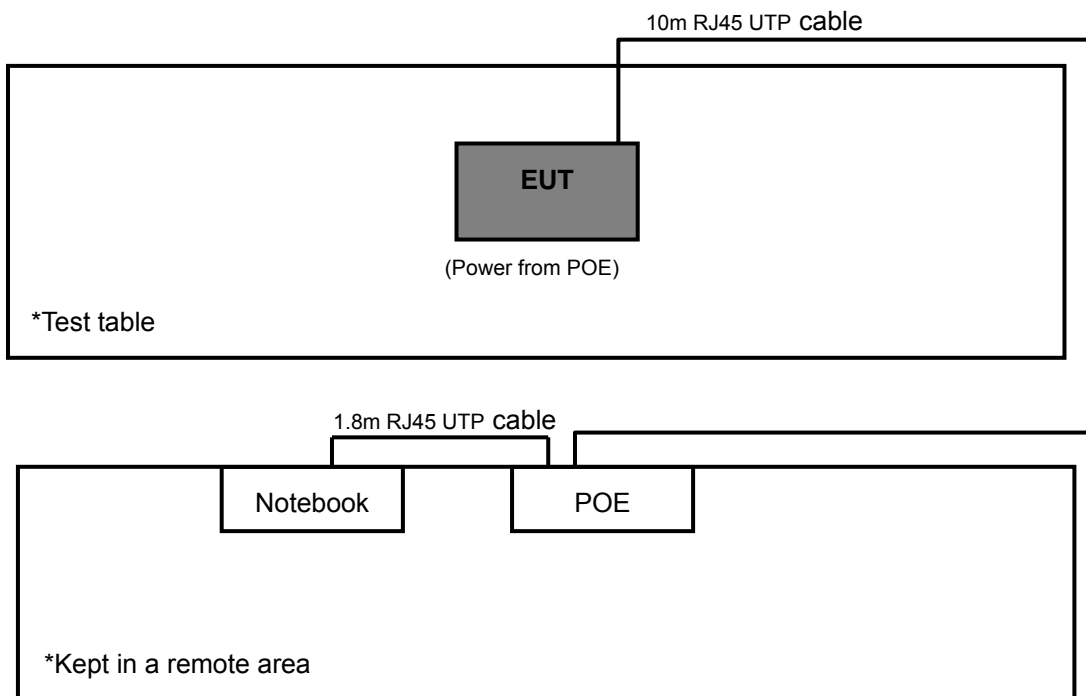 10m RJ45 UTP cable
EUT
(Power from POE)
*Test table
1.8m RJ45 UTP cable
Notebook
POE
*Kept in a remote area